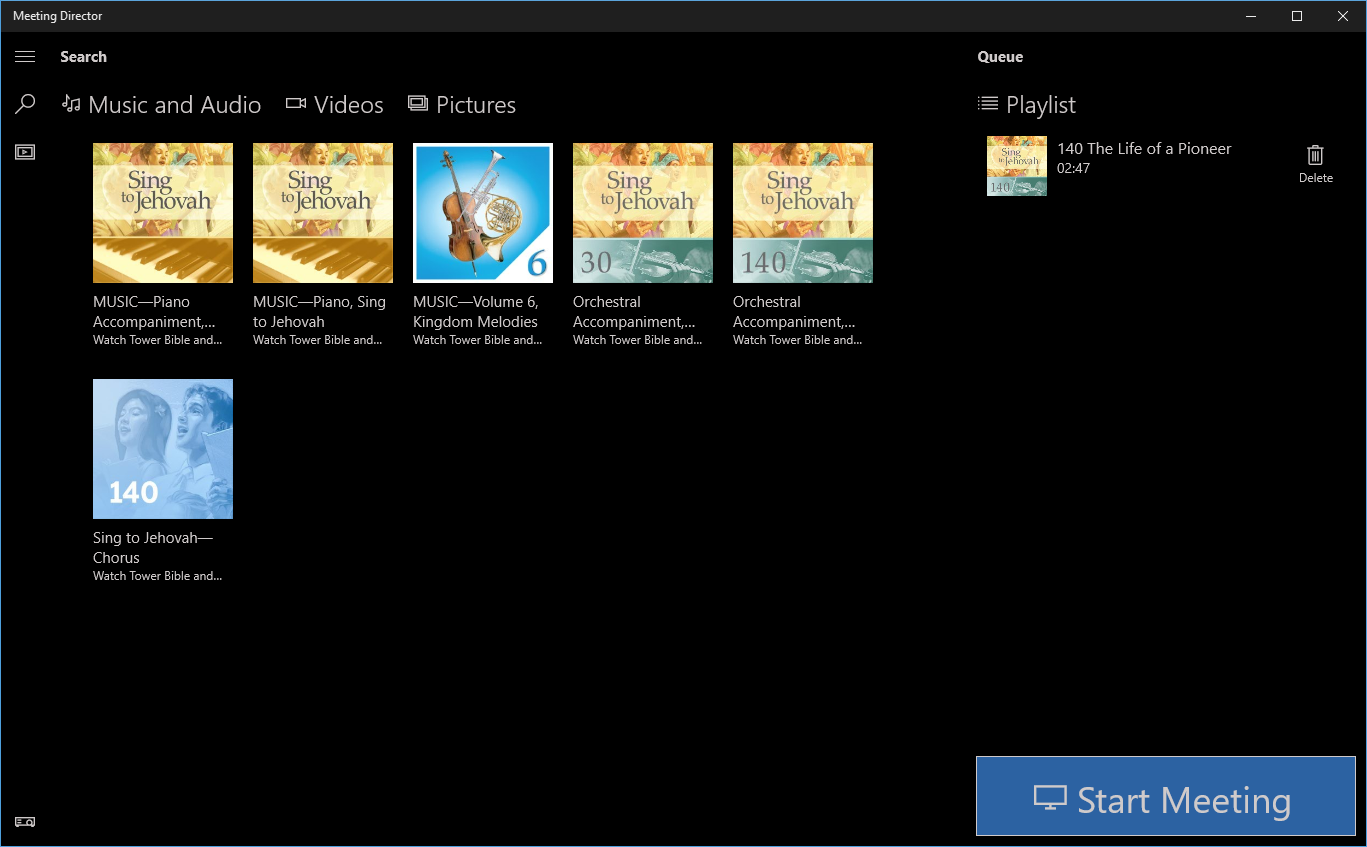 Meeting Director
Search
Queue
Music and Audio
Videos
Pictures
Playlist
Sing
to Jehovah
Sing
to Jehovah
6
Sing
to Jehovah
30
Sing
to Jehovah
140
Sing
to Jehovah
140
140 The Life of a Pioneer
02:47
Delete
MUSIC—Piano
Accompaniment,...
Watch Tower Bible and...
MUSIC—Piano, Sing
to Jehovah
Watch Tower Bible and...
MUSIC—Volume 6,
Kingdom Melodies
Watch Tower Bible and...
Orchestral
Accompaniment,...
Watch Tower Bible and...
Orchestral
Accompaniment,...
Watch Tower Bible and...
140
Sing to Jehovah—
Chorus
Watch Tower Bible and...
Start Meeting